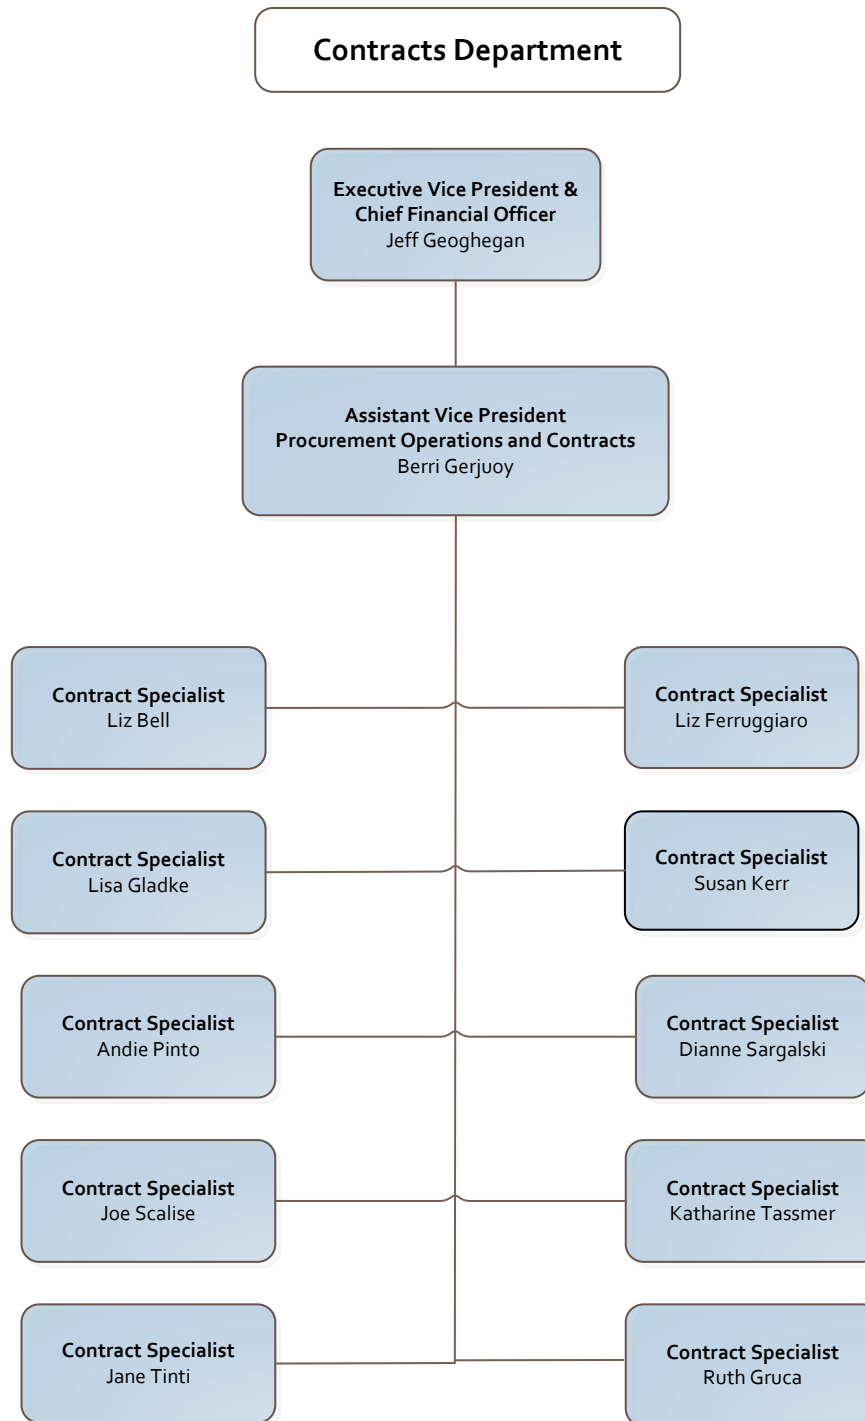 Contracts Department
Executive Vice President &
Chief Financial Officer
Jeff Geoghegan
Assistant Vice President
Procurement Operations and Contracts
Berri Gerjuoy
Contract Specialist
Liz Bell
Contract Specialist
Liz Ferruggiaro
Contract Specialist
Lisa Gladke
Contract Specialist
Susan Kerr
Contract Specialist
Andie Pinto
Contract Specialist
Dianne Sargalski
Contract Specialist
Joe Scalise
Contract Specialist
Katharine Tassmer
Contract Specialist
Jane Tinti
Contract Specialist
Ruth Gruca